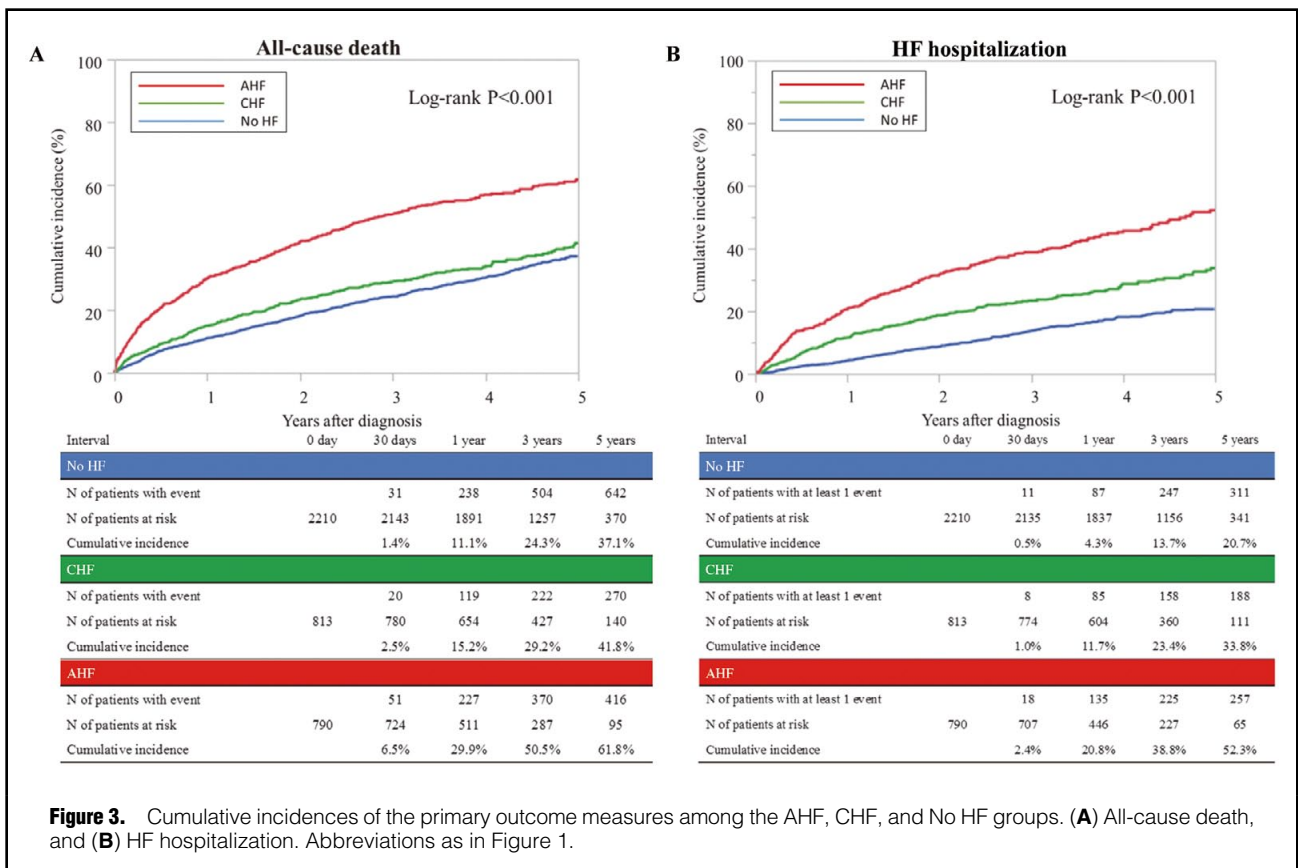 A
All-cause death
100
80
60
40
20
0
Cumulative incidence (%)
AHF
CHF
No HF
Log-rank P<0.001
0 1 2 3 4 5
Years after diagnosis
Interval 0 day 30 days 1 year 3 years 5 years
No HF
N of patients with event 31 238 504 642
N of patients at risk 2210 2143 1891 1257 370
Cumulative incidence 1.4% 11.1% 24.3% 37.1%
CHF
N of patients with event 20 119 222 270
N of patients at risk 813 780 654 427 140
Cumulative incidence 2.5% 15.2% 29.2% 41.8%
AHF
N of patients with event 51 227 370 416
N of patients at risk 790 724 511 287 95
Cumulative incidence 6.5% 29.9% 50.5% 61.8%
B
HF hospitalization
100
80
60
40
20
0
Cumulative incidence (%)
AHF
CHF
No HF
Log-rank P<0.001
0 1 2 3 4 5
Years after diagnosis
Interval 0 day 30 days 1 year 3 years 5 years
No HF
N of patients with at least 1 event 11 87 247 311
N of patients at risk 2210 2135 1837 1156 341
Cumulative incidence 0.5% 4.3% 13.7% 20.7%
CHF
N of patients with at least 1 event 8 85 158 188
N of patients at risk 813 774 604 360 111
Cumulative incidence 1.0% 11.7% 23.4% 33.8%
AHF
N of patients with at least 1 event 18 135 225 257
N of patients at risk 790 707 446 227 65
Cumulative incidence 2.4% 20.8% 38.8% 52.3%
Figure 3. Cumulative incidences of the primary outcome measures among the AHF, CHF, and No HF groups. (A) All-cause death,
and (B) HF hospitalization. Abbreviations as in Figure 1.